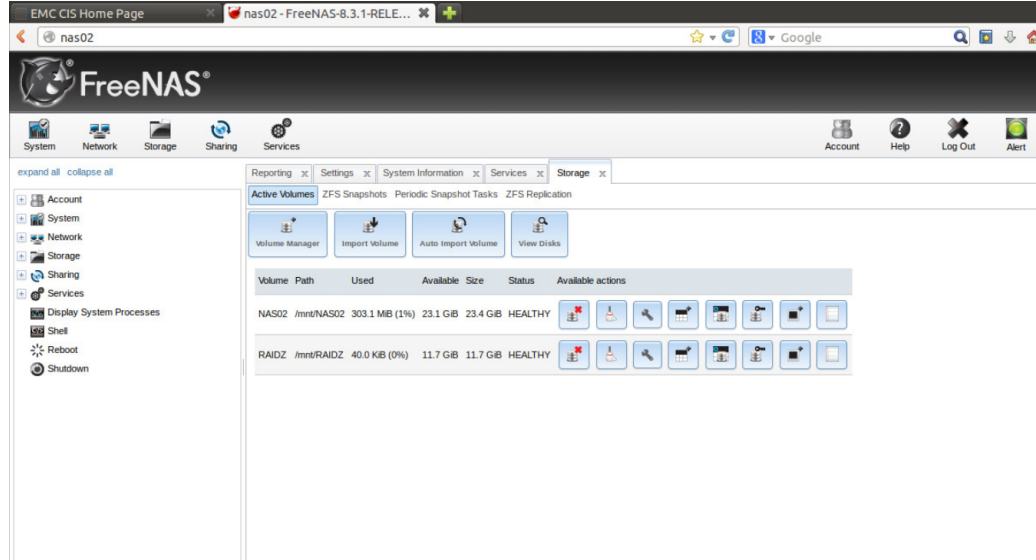 EMC CIS Home Page nas02 - FreeNAS-8.3.1-RELE...
nas02 Google
FreeNAS®
System Network Storage Sharing Services Account Help Log Out Alert
expand all collapse all
Account
System
Network
Storage
Sharing
Services
Display System Processes
Shell
Reboot
Shutdown
Reporting x Settings x System Information x Services x Storage x
Active Volumes ZFS Snapshots Periodic Snapshot Tasks ZFS Replication
Volume Manager Import Volume Auto Import Volume View Disks
Volume Path Used Available Size Status Available actions
NAS02 /mnt/NAS02 303.1 MiB (1%) 23.1 GiB 23.4 GiB HEALTHY
RAIDZ /mnt/RAIDZ 40.0 KiB (0%) 11.7 GiB 11.7 GiB HEALTHY